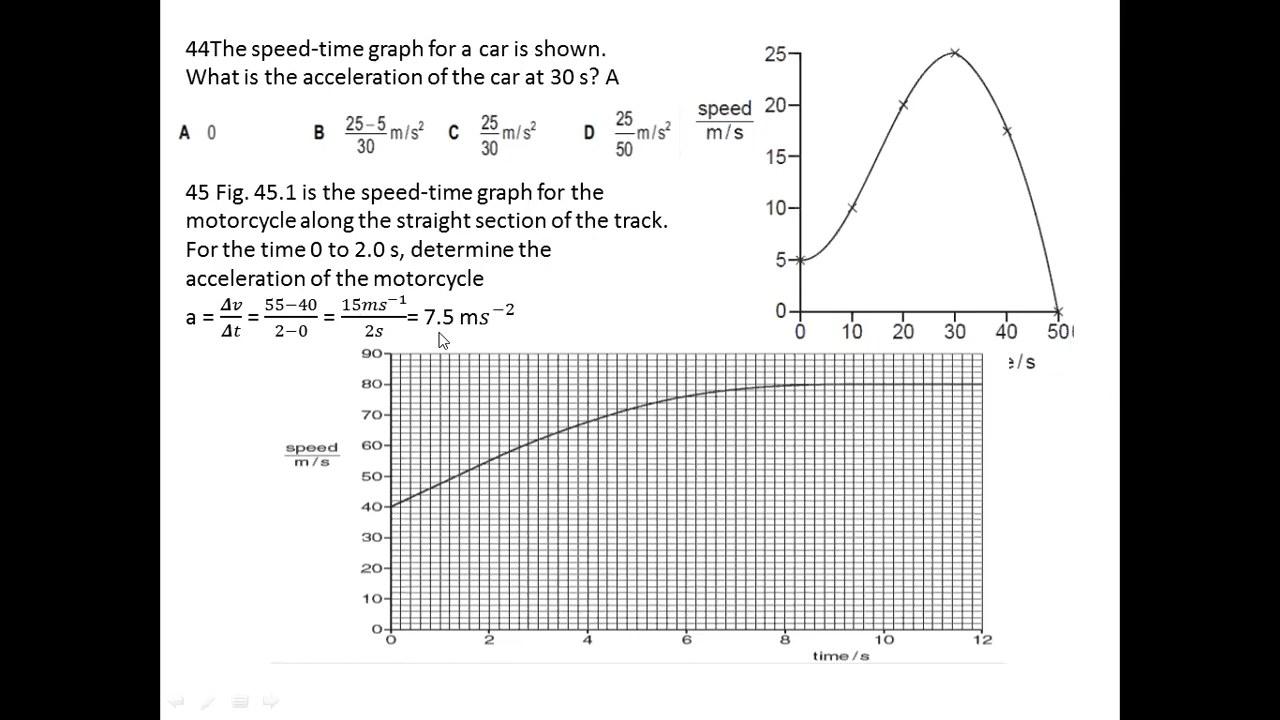 44The speed-time graph for a car is shown.
What is the acceleration of the car at 30 s? A
A 0 B 25–5/30 m/s² C 25/30 m/s² D 25/50 m/s²
45 Fig. 45.1 is the speed-time graph for the
motorcycle along the straight section of the track.
For the time 0 to 2.0 s, determine the
acceleration of the motorcycle
a = Δv/Δt = 55−40/2−0 = 15ms⁻¹/2s = 7.5 ms⁻²
speed
m/s
25
20
15
10
5
0
0 10 20 30 40 50
e/s
speed
m/s
90
80
70
60
50
40
30
20
10
0
0 2 4 6 8 10 12
time/s